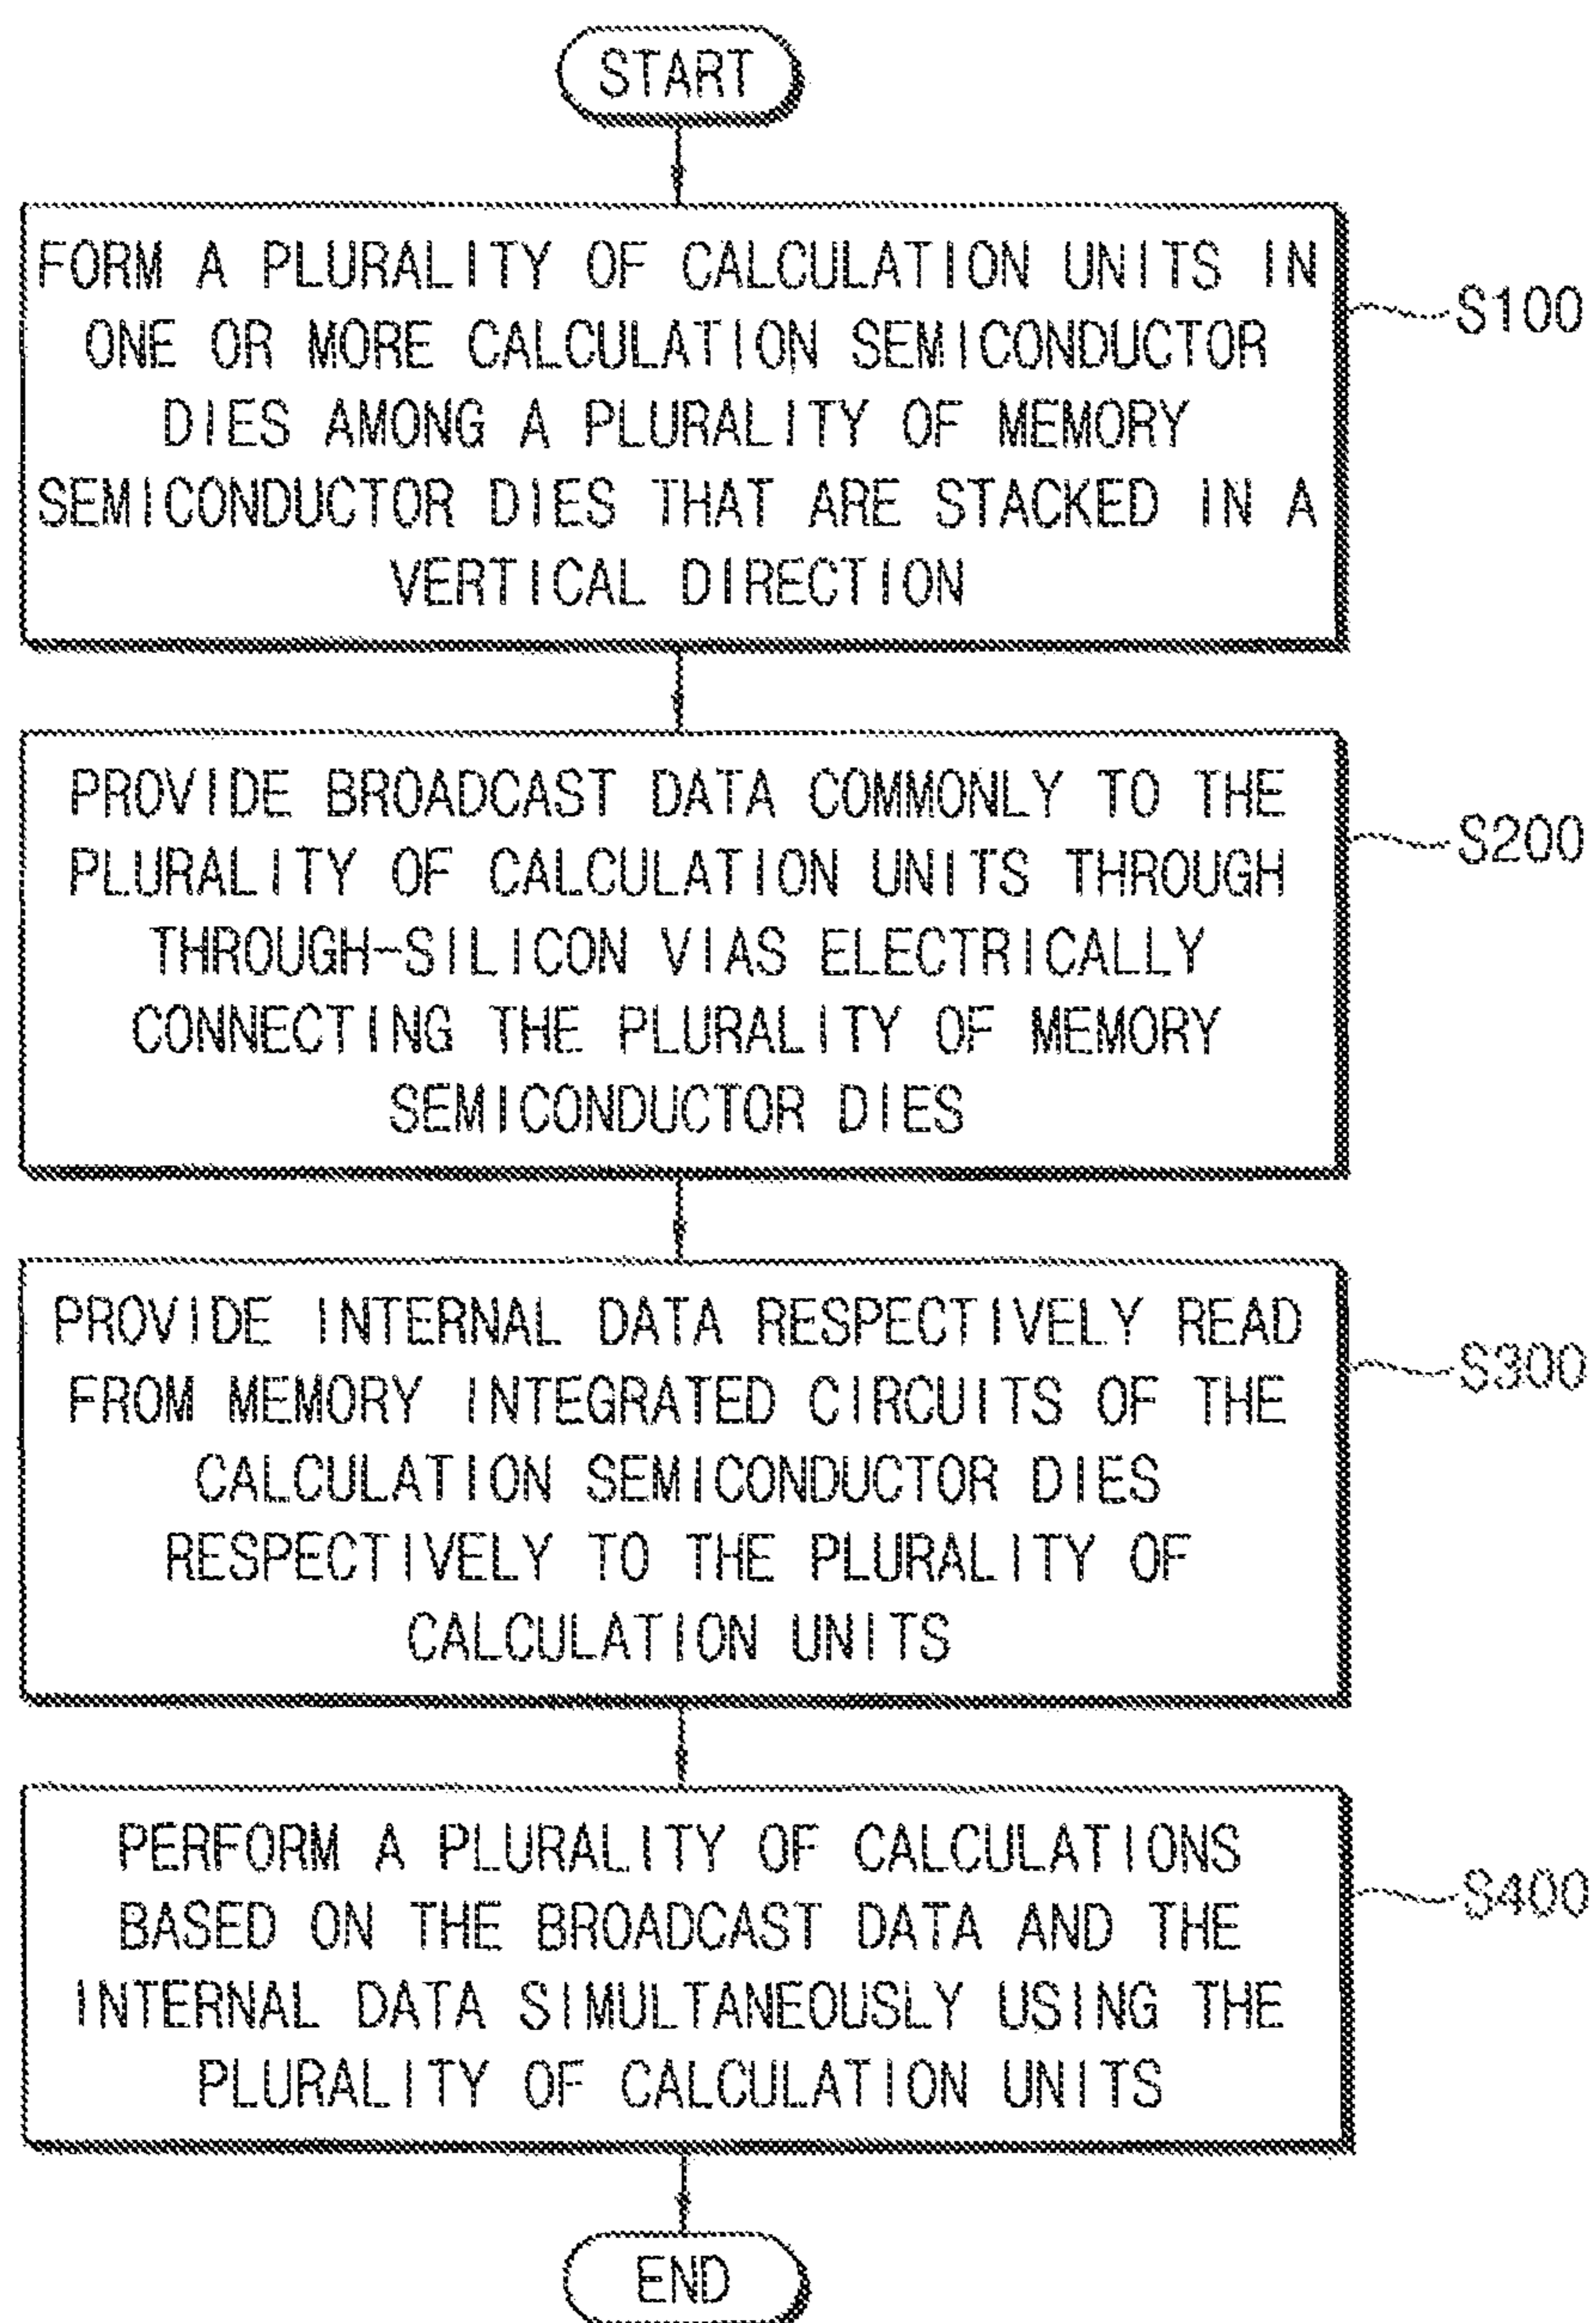 START
FORM A PLURALITY OF CALCULATION UNITS IN
ONE OR MORE CALCULATION SEMICONDUCTOR
DIES AMONG A PLURALITY OF MEMORY
SEMICONDUCTOR DIES THAT ARE STACKED IN A
VERTICAL DIRECTION
S100
PROVIDE BROADCAST DATA COMMONLY TO THE
PLURALITY OF CALCULATION UNITS THROUGH
THROUGH-SILICON VIAS ELECTRICALLY
CONNECTING THE PLURALITY OF MEMORY
SEMICONDUCTOR DIES
S200
PROVIDE INTERNAL DATA RESPECTIVELY READ
FROM MEMORY INTEGRATED CIRCUITS OF THE
CALCULATION SEMICONDUCTOR DIES
RESPECTIVELY TO THE PLURALITY OF
CALCULATION UNITS
S300
PERFORM A PLURALITY OF CALCULATIONS
BASED ON THE BROADCAST DATA AND THE
INTERNAL DATA SIMULTANEOUSLY USING THE
PLURALITY OF CALCULATION UNITS
S400
END